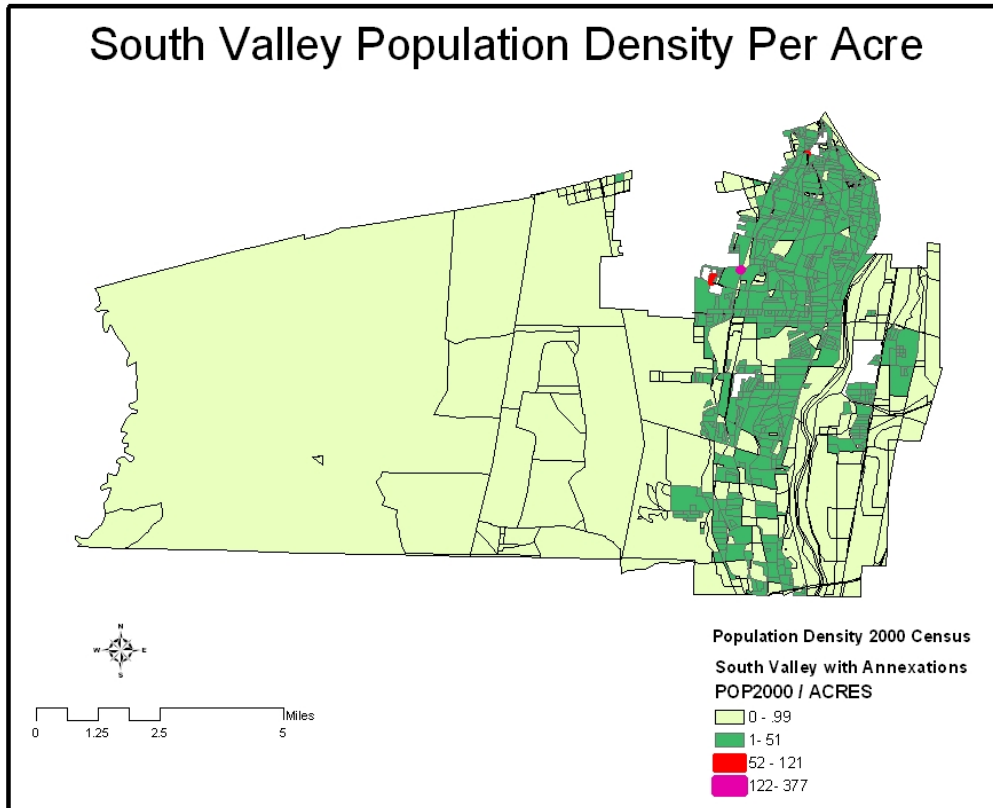 South Valley Population Density Per Acre
N
W E
S
Miles
0 1.25 2.5 5
Population Density 2000 Census
South Valley with Annexations
POP2000 / ACRES
0 - .99
1- 51
52 - 121
122- 377